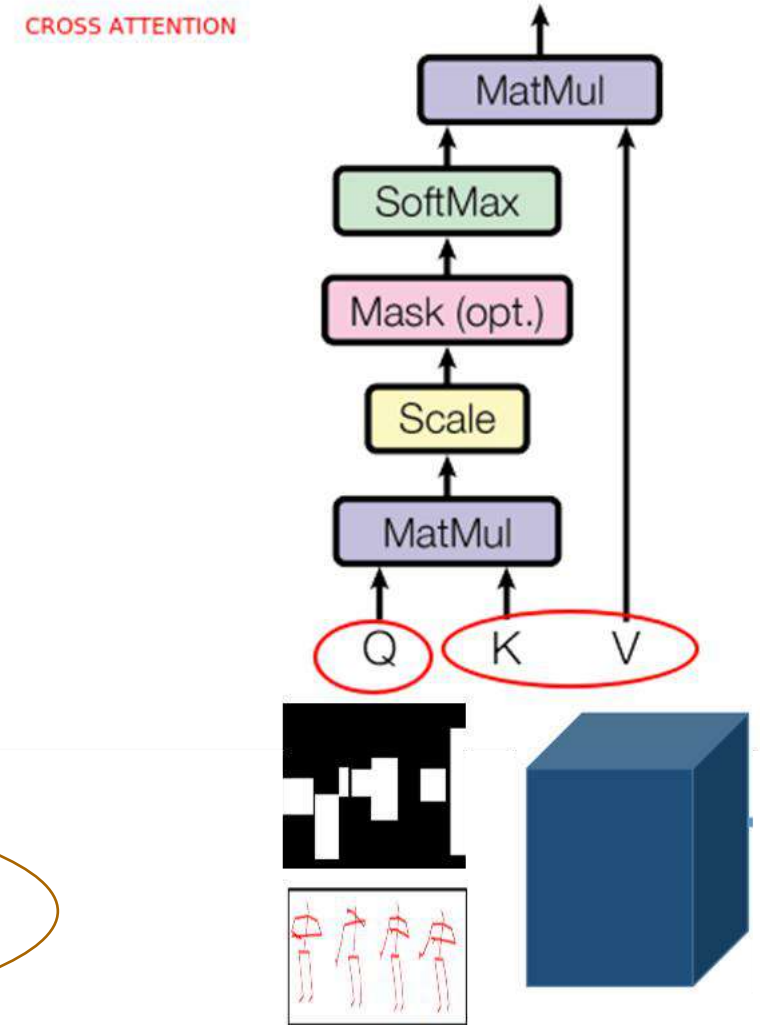 CROSS ATTENTION
MatMul
SoftMax
Mask (opt.)
Scale
MatMul
Q K V